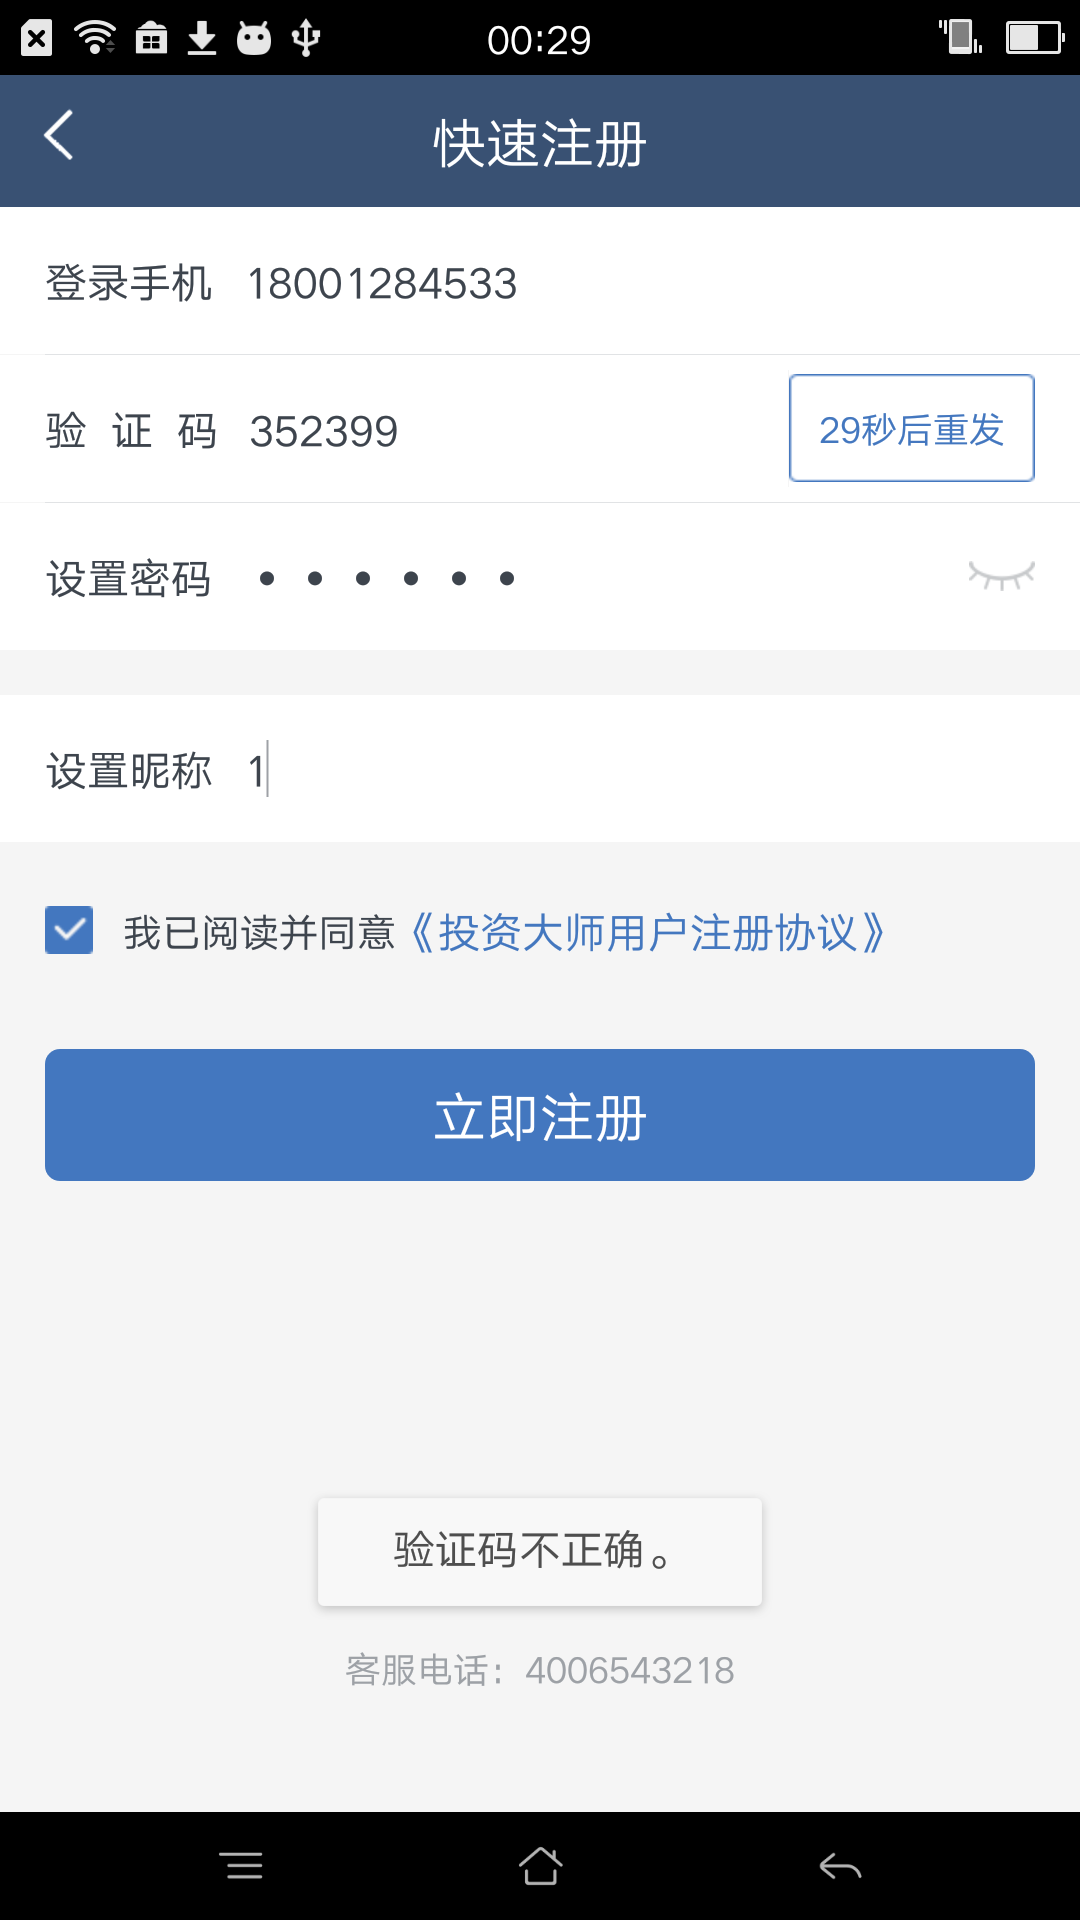 00:29
快速注册
登录手机 18001284533
验 证 码 352399 29秒后重发
设置密码 ••••••
设置昵称 1
我已阅读并同意《投资大师用户注册协议》
立即注册
验证码不正确。
客服电话：4006543218